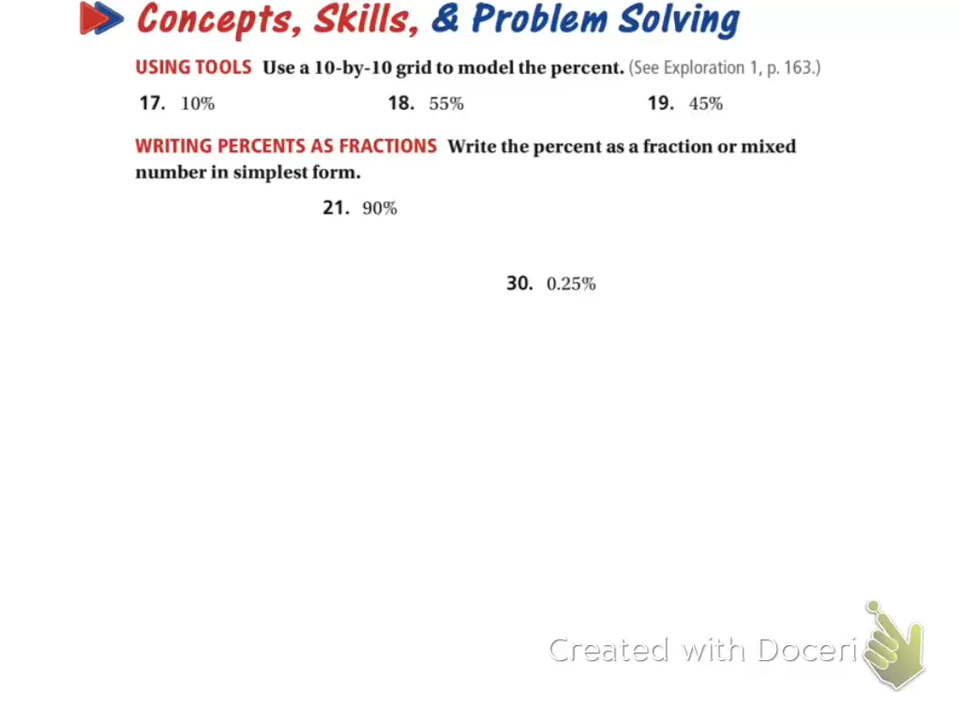 Concepts, Skills, & Problem Solving
USING TOOLS Use a 10-by-10 grid to model the percent. (See Exploration 1, p. 163.)
17. 10% 18. 55% 19. 45%
WRITING PERCENTS AS FRACTIONS Write the percent as a fraction or mixed
number in simplest form.
21. 90%
30. 0.25%
Created with Doceri